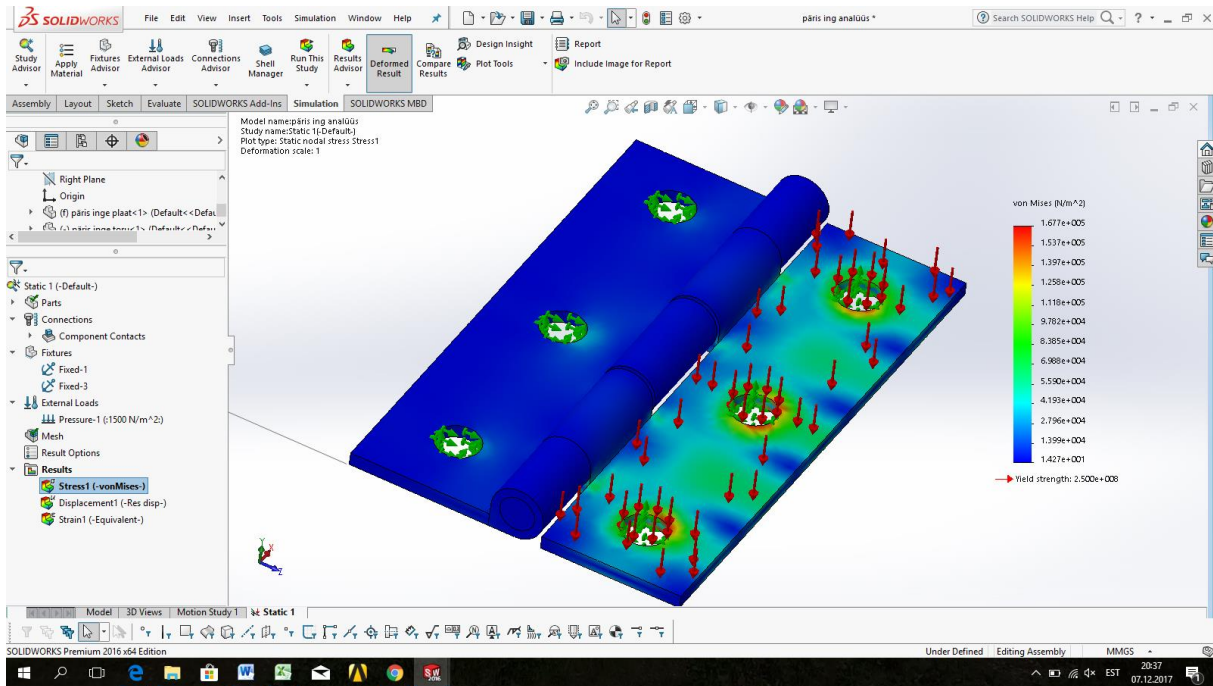 SOLIDWORKS File Edit View Insert Tools Simulation Window Help päris ing analüüs * Search SOLIDWORKS Help
Study Advisor
Apply Material
Fixtures Advisor
External Loads Advisor
Connections Advisor
Shell Manager
Run This Study
Results Advisor
Deformed Result
Compare Results
Design Insight
Plot Tools
Report
Include Image for Report
Assembly Layout Sketch Evaluate SOLIDWORKS Add-Ins Simulation SOLIDWORKS MBD
Model name:päris ing analüüs
Study name:Static 1(-Default-)
Plot type: Static nodal stress Stress1
Deformation scale: 1
Right Plane
Origin
(f) päris inge plaat<1> (Default<<Defau
(-) päris inge toru<1> (Default<<Defau
Static 1 (-Default-)
Parts
Connections
Component Contacts
Fixtures
Fixed-1
Fixed-3
External Loads
Pressure-1 (:1500 N/m^2:)
Mesh
Result Options
Results
Stress1 (-vonMises-)
Displacement1 (-Res disp-)
Strain1 (-Equivalent-)
von Mises (N/m^2)
1.677e+005
1.537e+005
1.397e+005
1.258e+005
1.118e+005
9.782e+004
8.385e+004
6.988e+004
5.590e+004
4.193e+004
2.796e+004
1.399e+004
1.427e+001
Yield strength: 2.500e+008
Y
X
Z
Model 3D Views Motion Study 1 Static 1
SOLIDWORKS Premium 2016 x64 Edition Under Defined Editing Assembly MMGS
EST 20:37
07.12.2017